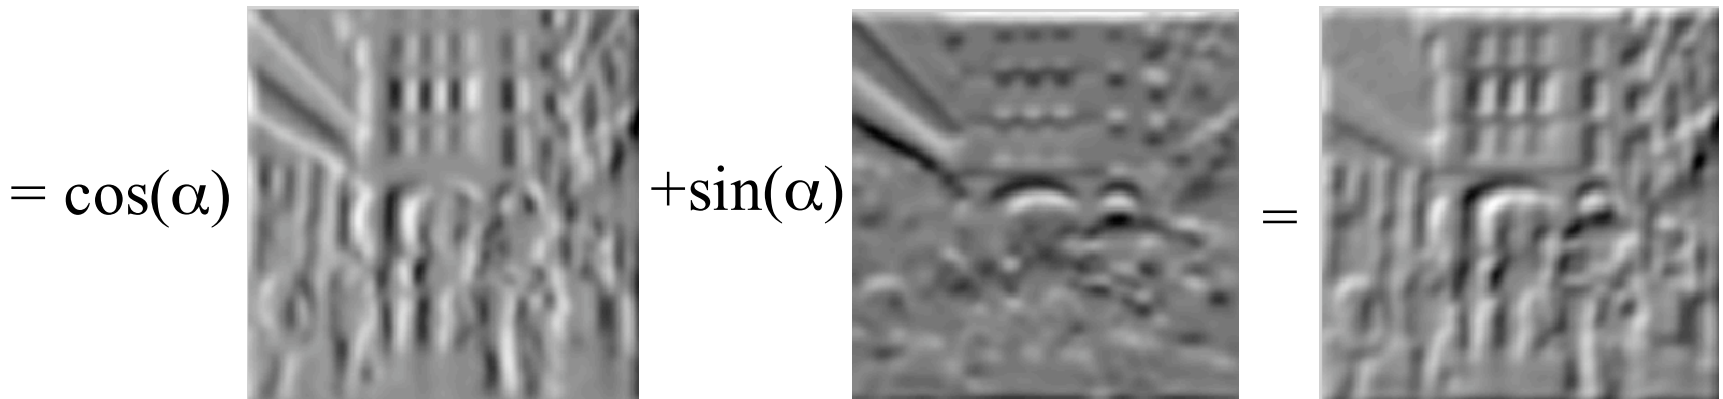 = cos(α) +sin(α) =